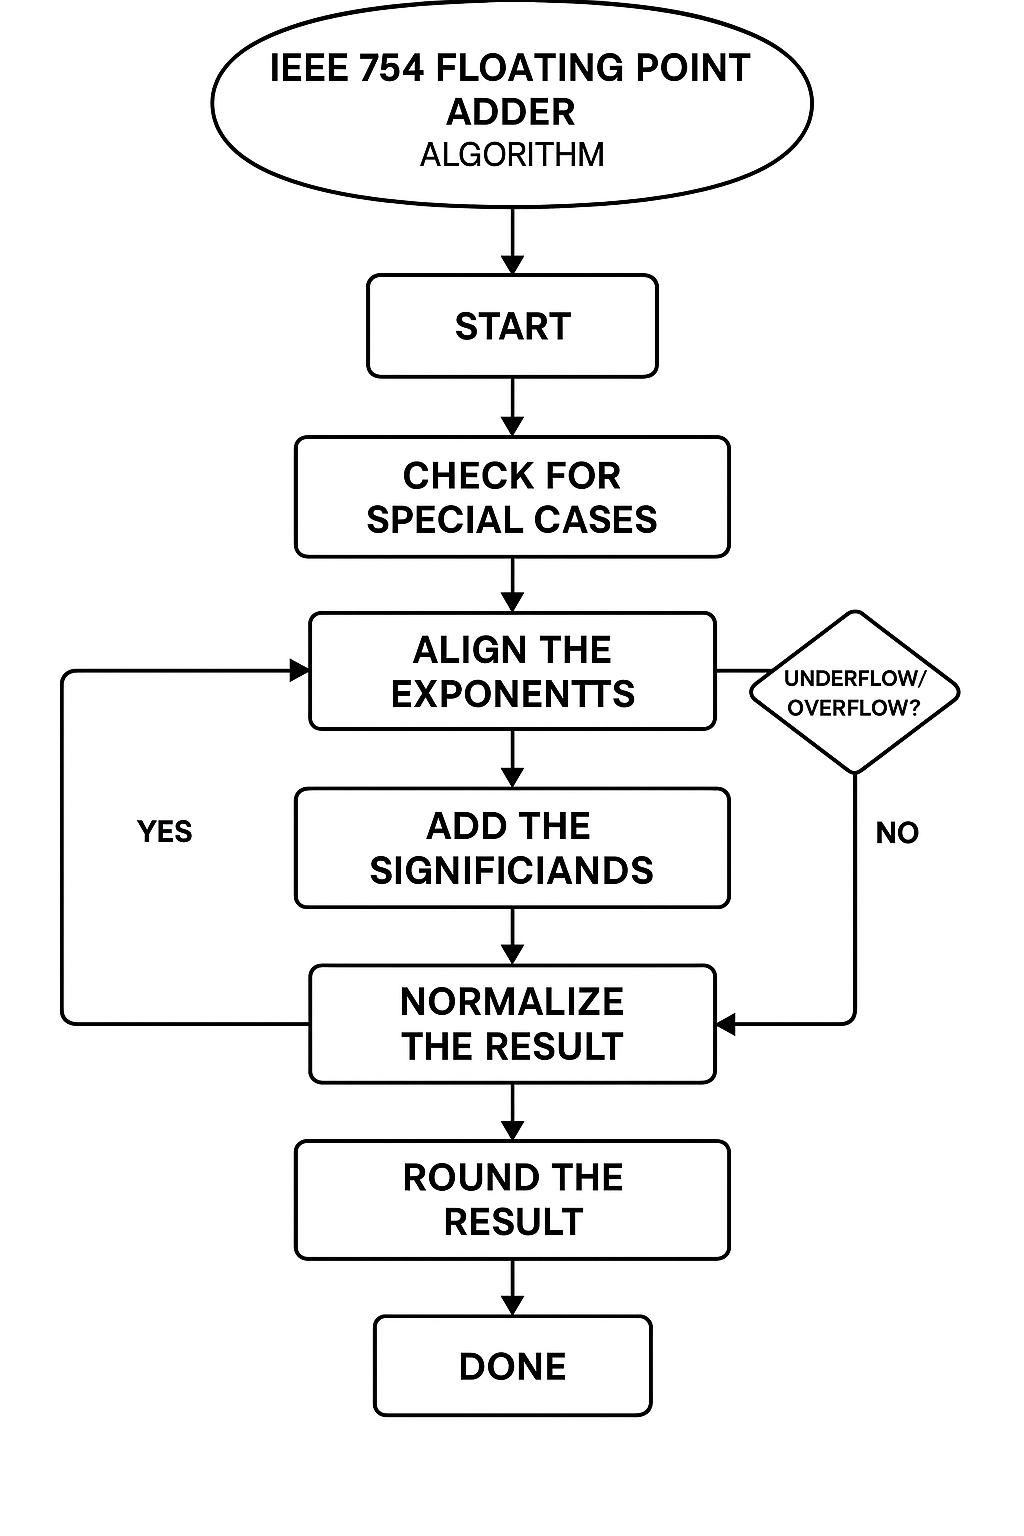 IEEE 754 FLOATING POINT
ADDER
ALGORITHM
START
CHECK FOR
SPECIAL CASES
ALIGN THE
EXPONENTTS
UNDERFLOW/
OVERFLOW?
YES
ADD THE
SIGNIFICIANDS
NO
NORMALIZE
THE RESULT
ROUND THE
RESULT
DONE